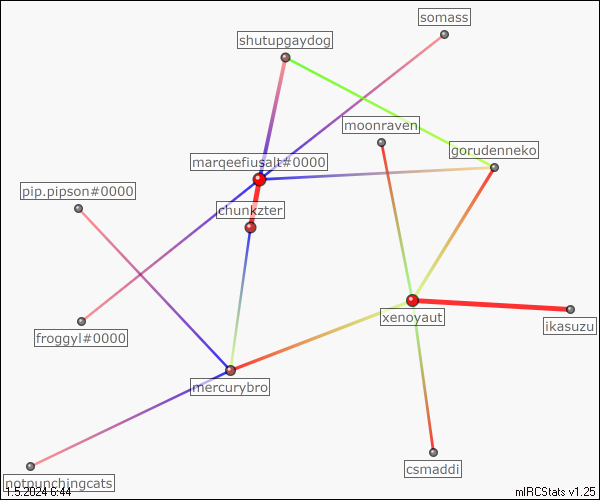 somass
shutupgaydog
moonraven
gorudenneko
marqeefiusalt#0000
pip.pipson#0000
chunkzter
xenoyaut
ikasuzu
froggyl#0000
mercurybro
csmaddi
notpunchingcats
1.5.2024 6:44
mIRCStats v1.25